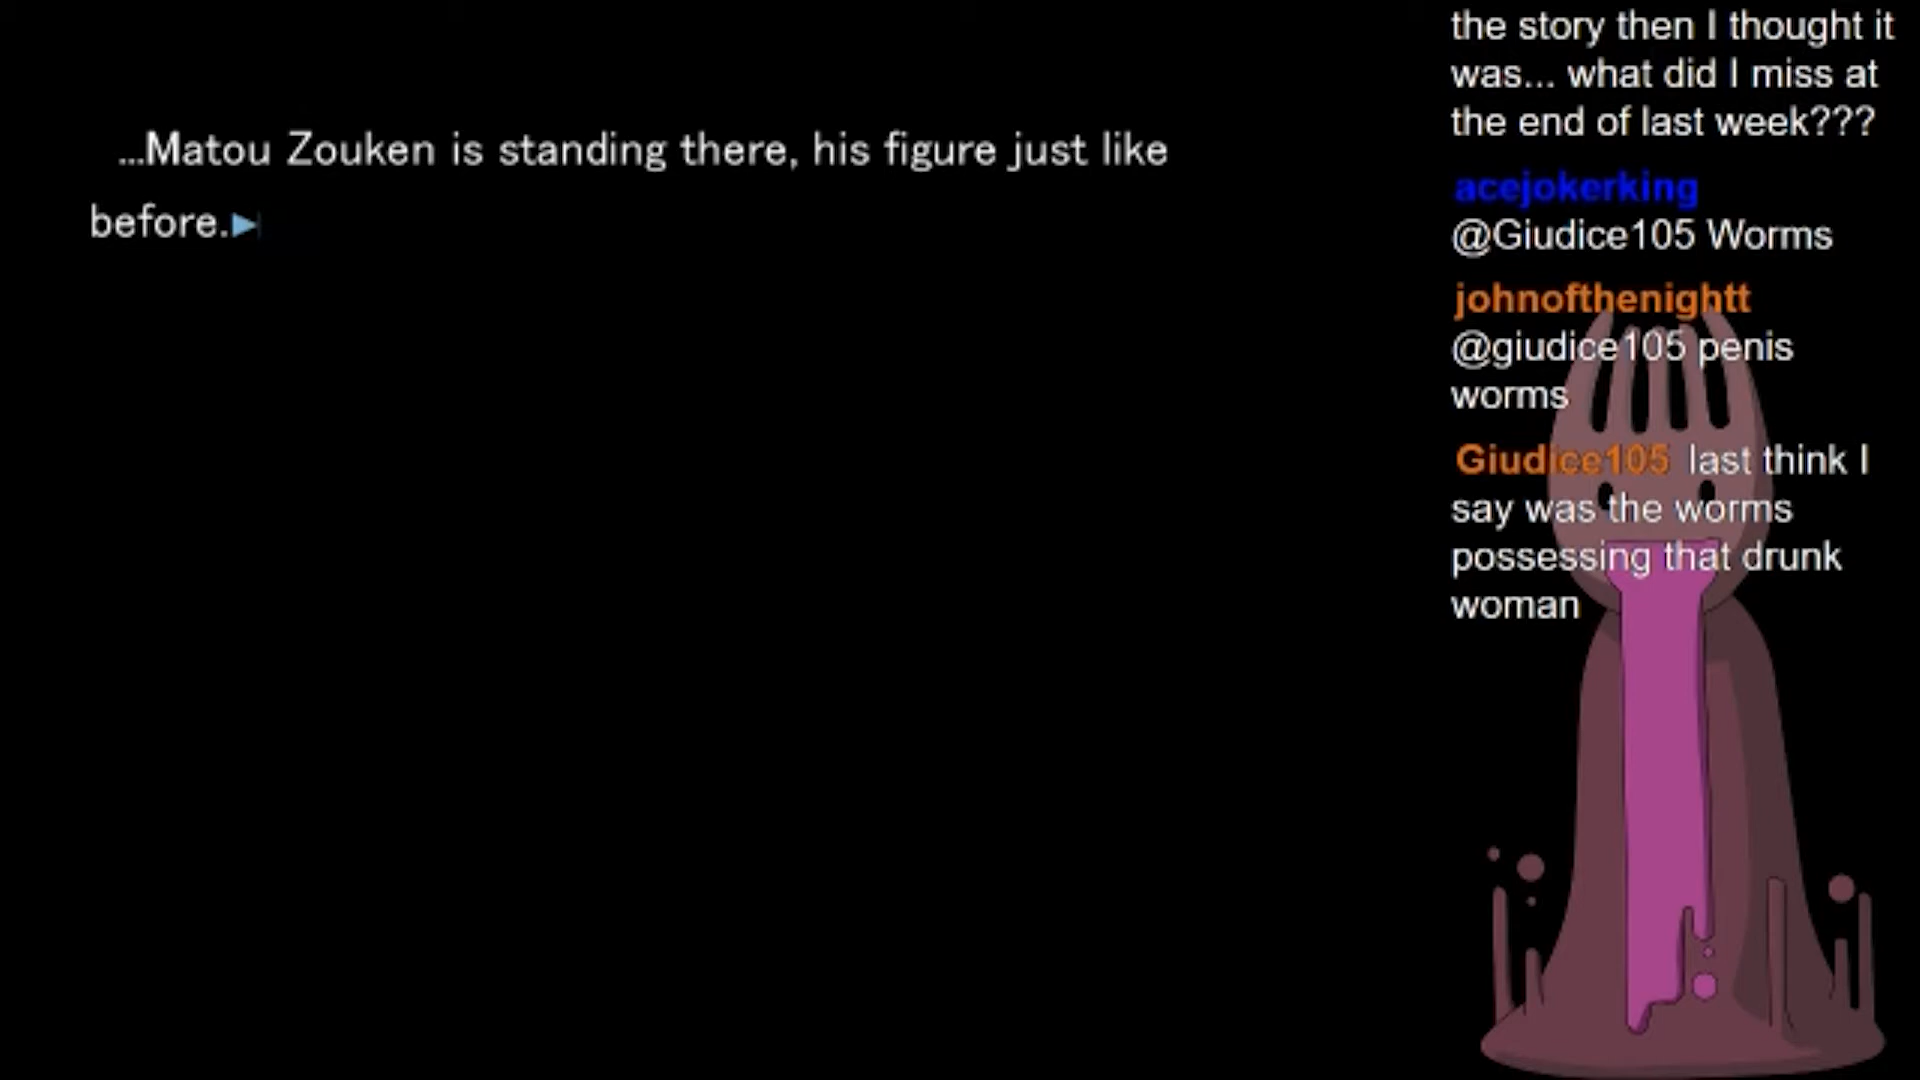 ...Matou Zouken is standing there, his figure just like
before.
the story then I thought it
was... what did I miss at
the end of last week???
acejokerking
@Giudice105 Worms
johnofthenightt
@giudice105 penis
worms
Giudice105 last think I
say was the worms
possessing that drunk
woman